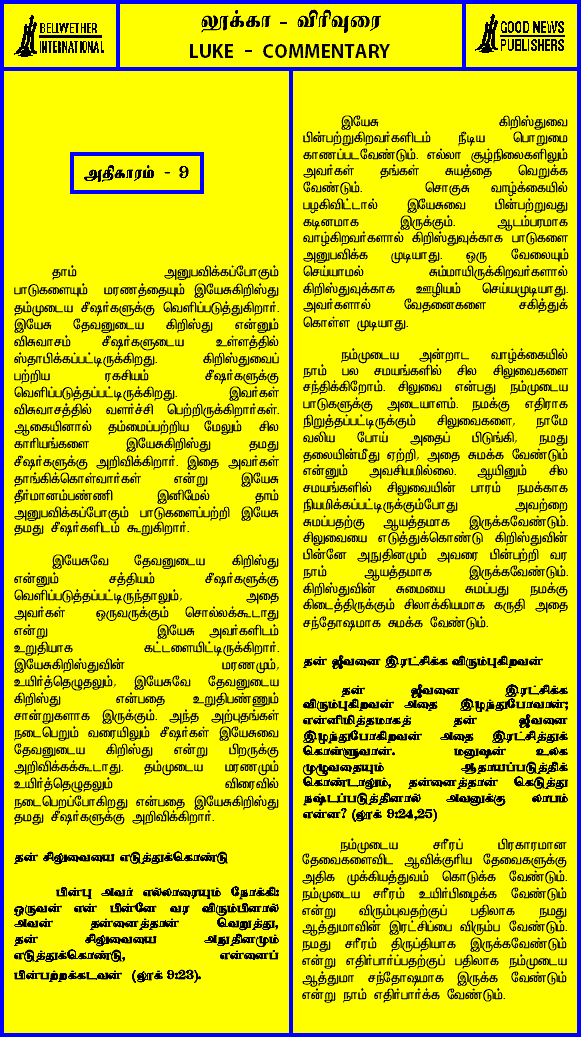 BELWETHER
INTERNATIONAL
லூக்கா - விரிவுரை
LUKE - COMMENTARY
GOOD NEWS
PUBLISHERS
அதிகாரம் - 9
தாம் அனுபவிக்கப்போகும்
பாடுகளையும் மரணத்தையும் இயேசுகிறிஸ்து
தம்முடைய சீஷர்களுக்கு வெளிப்படுத்துகிறார்.
இயேசு தேவனுடைய கிறிஸ்து என்னும்
விசுவாசம் சீஷர்களுடைய உள்ளத்தில்
ஸ்தாபிக்கப்பட்டிருக்கிறது. கிறிஸ்துவைப்
பற்றிய ரகசியம் சீஷர்களுக்கு
வெளிப்படுத்தப்பட்டிருக்கிறது. இவர்கள்
விசுவாசத்தில் வளர்ச்சி பெற்றிருக்கிறார்கள்.
ஆகையினால் தம்மைப்பற்றிய மேலும் சில
காரியங்களை இயேசுகிறிஸ்து தமது
சீஷர்களுக்கு அறிவிக்கிறார். இதை அவர்கள்
தாங்கிக்கொள்வார்கள் என்று இயேசு
தீர்மானம்பண்ணி இனிமேல் தாம்
அனுபவிக்கப்போகும் பாடுகளைப்பற்றி இயேசு
தமது சீஷர்களிடம் கூறுகிறார்.
இயேசுவே தேவனுடைய கிறிஸ்து
என்னும் சத்தியம் சீஷர்களுக்கு
வெளிப்படுத்தப்பட்டிருந்தாலும், அதை
அவர்கள் ஒருவருக்கும் சொல்லக்கூடாது
என்று இயேசு அவர்களிடம்
உறுதியாக கட்டளையிட்டிருக்கிறார்.
இயேசுகிறிஸ்துவின் மரணமும்,
உயிர்த்தெழுதலும், இயேசுவே தேவனுடைய
கிறிஸ்து என்பதை உறுதிபண்ணும்
சான்றுகளாக இருக்கும். அந்த அற்புதங்கள்
நடைபெறும் வரையிலும் சீஷர்கள் இயேசுவை
தேவனுடைய கிறிஸ்து என்று பிறருக்கு
அறிவிக்கக்கூடாது. தம்முடைய மரணமும்
உயிர்த்தெழுதலும் விரைவில்
நடைபெறப்போகிறது என்பதை இயேசுகிறிஸ்து
தமது சீஷர்களுக்கு அறிவிக்கிறார்.
தன் சிலுவையை எடுத்துக்கொண்டு
பின்பு அவர் எல்லாரையும் நோக்கி:
ஒருவன் என் பின்னே வர விரும்பினால்
அவன் தன்னைத்தான் வெறுத்து,
தன் சிலுவையை அநுதினமும்
எடுத்துக்கொண்டு, என்னைப்
பின்பற்றக்கடவன் (லூக் 9:23).
இயேசு கிறிஸ்துவை
பின்பற்றுகிறவர்களிடம் நீடிய பொறுமை
காணப்படவேண்டும். எல்லா சூழ்நிலைகளிலும்
அவர்கள் தங்கள் சுயத்தை வெறுக்க
வேண்டும். சொகுசு வாழ்க்கையில்
பழகிவிட்டால் இயேசுவை பின்பற்றுவது
கடினமாக இருக்கும். ஆடம்பரமாக
வாழ்கிறவர்களால் கிறிஸ்துவுக்காக பாடுகளை
அனுபவிக்க முடியாது. ஒரு வேலையும்
செய்யாமல் சும்மாயிருக்கிறவர்களால்
கிறிஸ்துவுக்காக ஊழியம் செய்யமுடியாது.
அவர்களால் வேதனைகளை சகித்துக்
கொள்ள முடியாது.
நம்முடைய அன்றாட வாழ்க்கையில்
நாம் பல சமயங்களில் சில சிலுவைகளை
சந்திக்கிறோம். சிலுவை என்பது நம்முடைய
பாடுகளுக்கு அடையாளம். நமக்கு எதிராக
நிறுத்தப்பட்டிருக்கும் சிலுவைகளை, நாமே
வலிய போய் அதைப் பிடுங்கி, நமது
தலையின்மீது ஏற்றி, அதை சுமக்க வேண்டும்
என்னும் அவசியமில்லை. ஆயினும் சில
சமயங்களில் சிலுவையின் பாரம் நமக்காக
நியமிக்கப்பட்டிருக்கும்போது அவற்றை
சுமப்பதற்கு ஆயத்தமாக இருக்கவேண்டும்.
சிலுவையை எடுத்துக்கொண்டு கிறிஸ்துவின்
பின்னே அநுதினமும் அவரை பின்பற்றி வர
நாம் ஆயத்தமாக இருக்கவேண்டும்.
கிறிஸ்துவின் சுமையை சுமப்பது நமக்கு
கிடைத்திருக்கும் சிலாக்கியமாக கருதி அதை
சந்தோஷமாக சுமக்க வேண்டும்.
தன் ஜீவனை இரட்சிக்க விரும்புகிறவன்
தன் ஜீவனை இரட்சிக்க
விரும்புகிறவன் அதை இழந்துபோவான்;
என்னிமித்தமாகத் தன் ஜீவனை
இழந்துபோகிறவன் அதை இரட்சித்துக்
கொள்ளுவான். மனுஷன் உலக
முழுவதையும் ஆதாயப்படுத்திக்
கொண்டாலும், தன்னைத்தான் கெடுத்து
நஷ்டப்படுத்தினால் அவனுக்கு லாபம்
என்ன? (லூக் 9:24,25)
நம்முடைய சரீரப் பிரகாரமான
தேவைகளைவிட ஆவிக்குரிய தேவைகளுக்கு
அதிக முக்கியத்துவம் கொடுக்க வேண்டும்.
நம்முடைய சரீரம் உயிர்பிழைக்க வேண்டும்
என்று விரும்புவதற்குப் பதிலாக நமது
ஆத்துமாவின் இரட்சிப்பை விரும்ப வேண்டும்.
நமது சரீரம் திருப்தியாக இருக்கவேண்டும்
என்று எதிர்பார்ப்பதற்குப் பதிலாக நம்முடைய
ஆத்துமா சந்தோஷமாக இருக்க வேண்டும்
என்று நாம் எதிர்பார்க்க வேண்டும்.